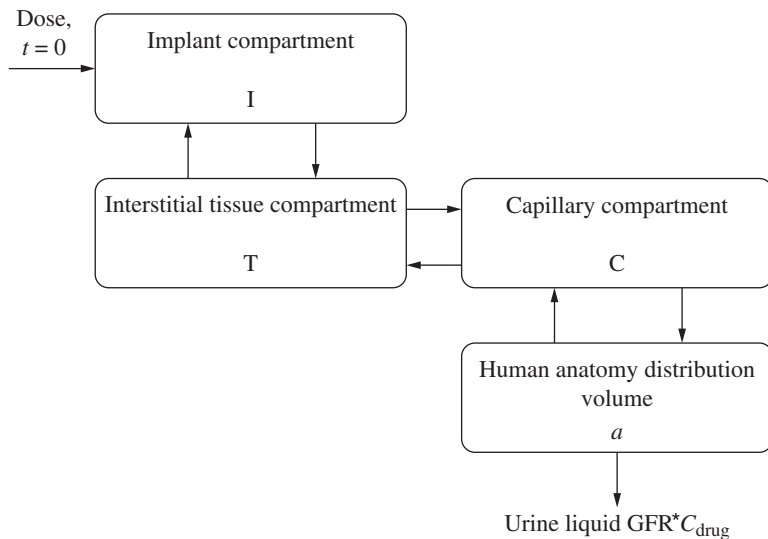 Dose,
t = 0
Implant compartment
I
Interstitial tissue compartment
T
Capillary compartment
C
Human anatomy distribution
volume
a
Urine liquid GFR*C_drug